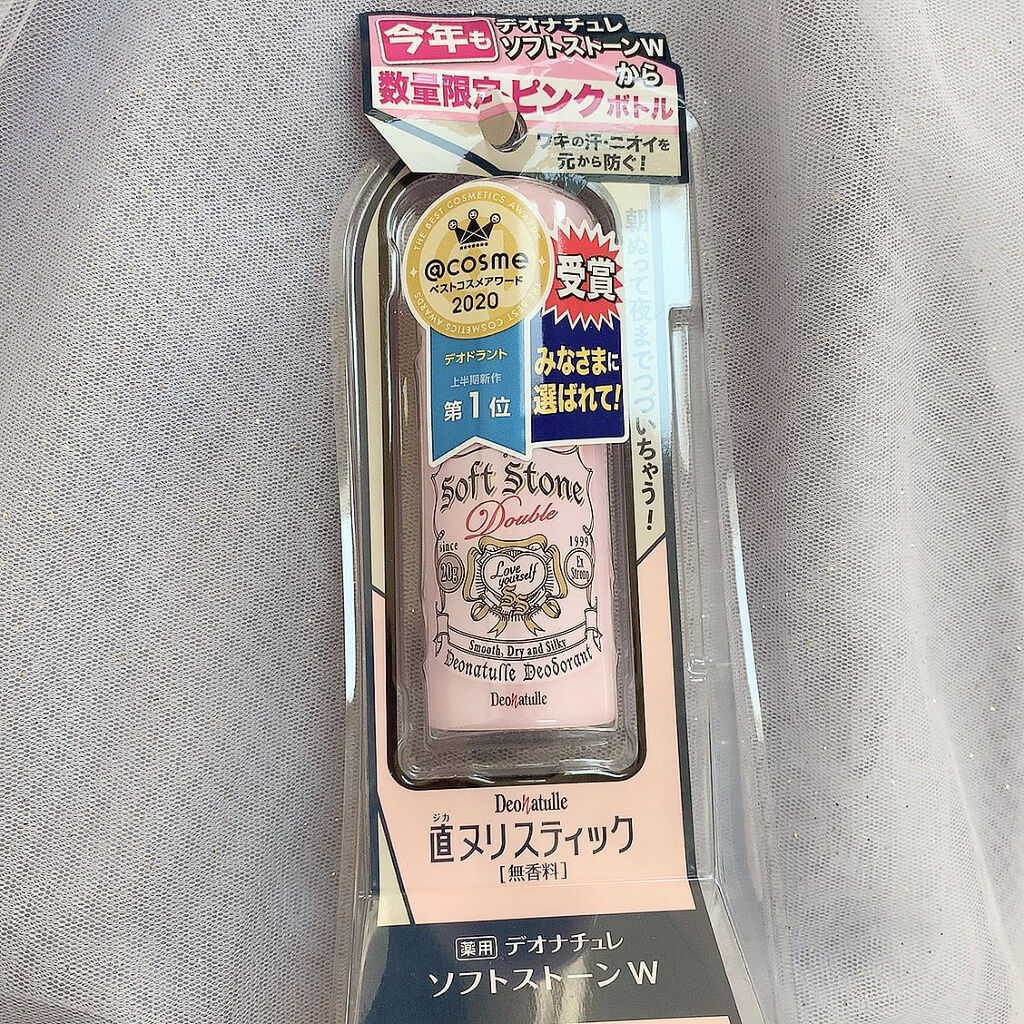 今年も
デオナチュレ
ソフトストーンW
から
数量限定 ピンクボトル
ワキの汗・ニオイを
元から防ぐ!
朝ぬって夜までつづいちゃう!
THE BEST COSMETICS AWARDS
@cosme
ベストコスメアワード
2020
THE BEST COSMETICS AWARDS
受賞
デオドラント
上半期新作
第1位
みなさまに
選ばれて!
Soft Stone
Double
since
1999
20g
Love
yourself
Ex
Strong
Smooth, Dry and Silky
Deonatulle Deodorant
Deonatulle
Deonatulle
ジカ
直ヌリスティック
[無香料]
薬用 デオナチュレ
ソフトストーンW